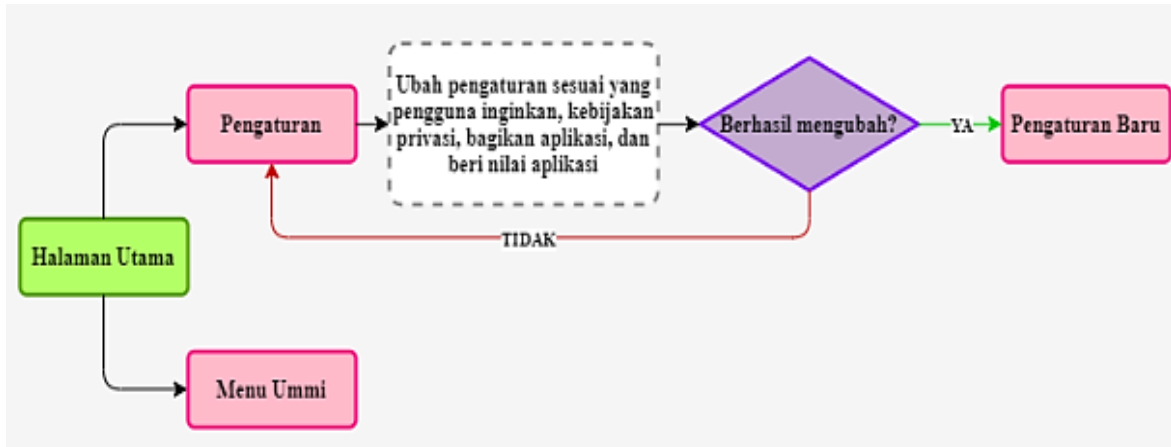 Pengaturan
Ubah pengaturan sesuai yang
pengguna inginkan, kebijakan
privasi, bagikan aplikasi, dan
beri nilai aplikasi
Berhasil mengubah?
YA
Pengaturan Baru
TIDAK
Halaman Utama
Menu Ummi